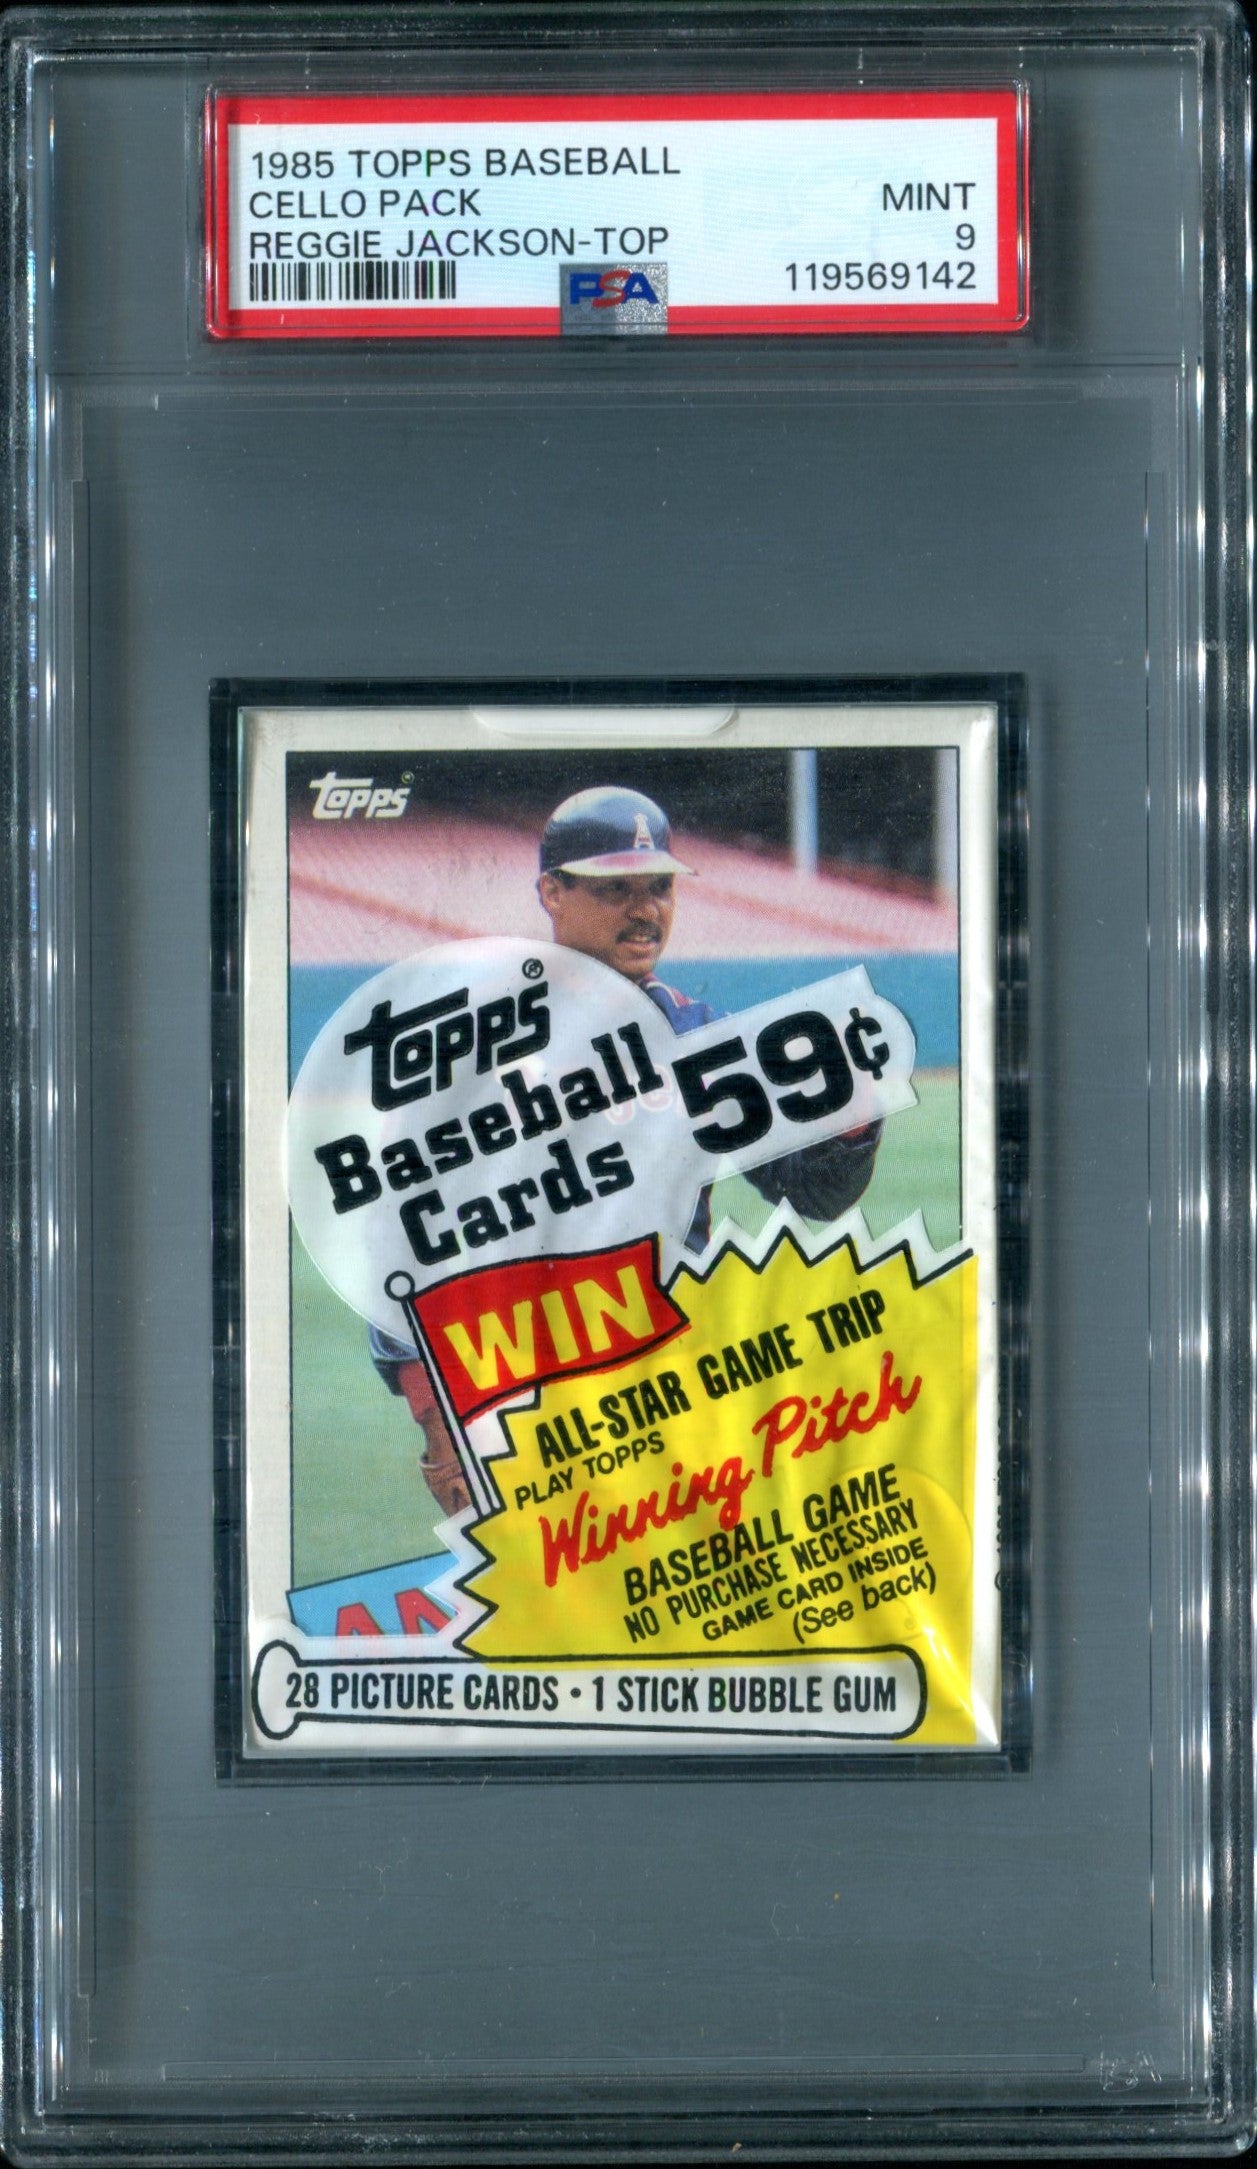 1985 TOPPS BASEBALL
CELLO PACK
REGGIE JACKSON-TOP
MINT
9
119569142
PSA
topps
A
topps®
Baseball
Cards
59¢
WIN
ALL-STAR GAME TRIP
PLAY TOPPS
Winning Pitch
BASEBALL GAME
NO PURCHASE NECESSARY
GAME CARD INSIDE
(See back)
28 PICTURE CARDS • 1 STICK BUBBLE GUM